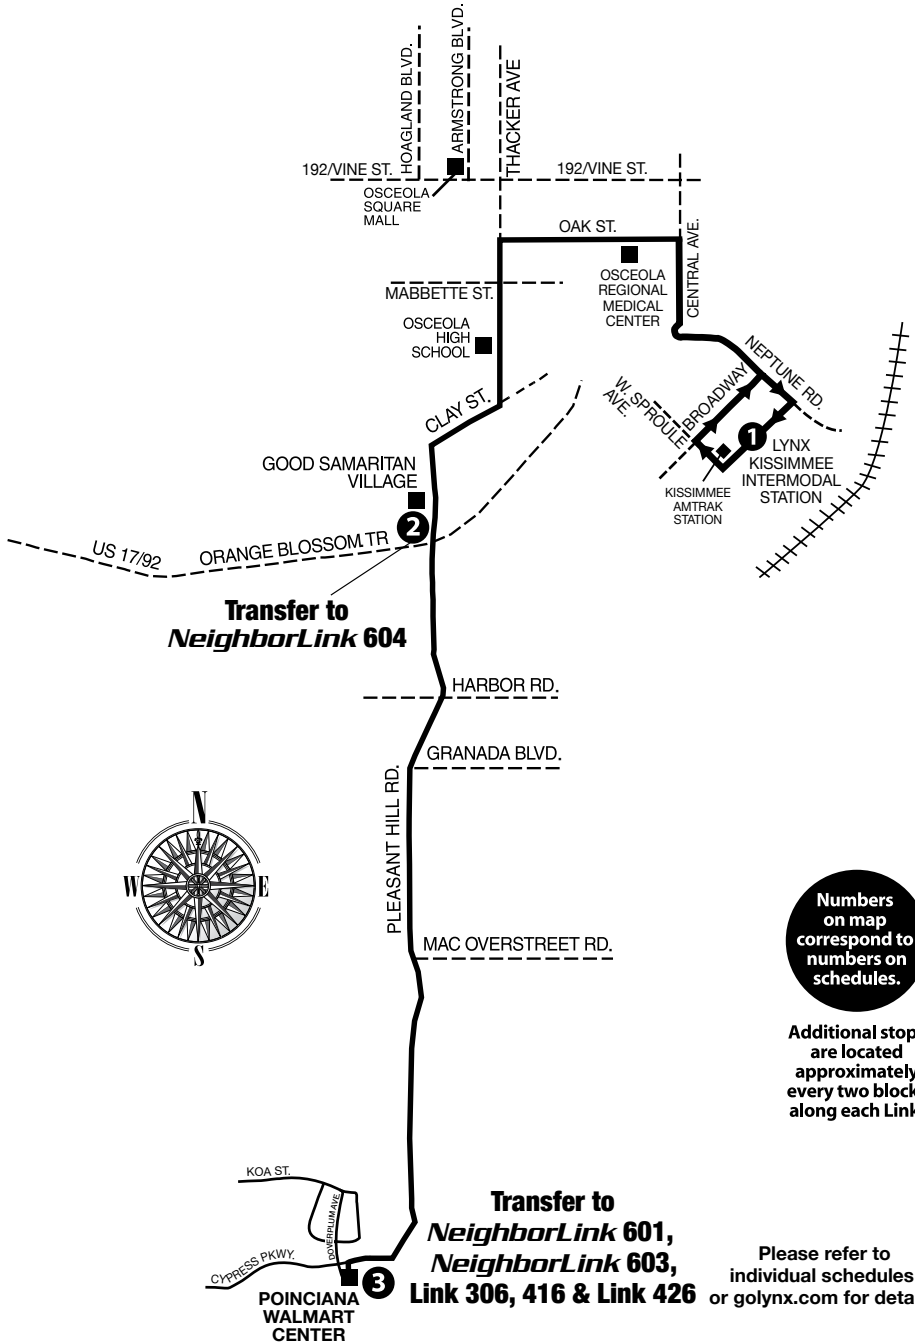 HOAGLAND BLVD.
ARMSTRONG BLVD.
THACKER AVE
192/VINE ST.
192/VINE ST.
OSCEOLA
SQUARE
MALL
OAK ST.
CENTRAL AVE.
OSCEOLA
REGIONAL
MEDICAL
CENTER
MABBETTE ST.
OSCEOLA
HIGH
SCHOOL
NEPTUNE RD.
BROADWAY
W. SPROULE
AVE.
CLAY ST.
1
LYNX
KISSIMMEE
INTERMODAL
STATION
KISSIMMEE
AMTRAK
STATION
GOOD SAMARITAN
VILLAGE
2
US 17/92
ORANGE BLOSSOM TR
Transfer to
NeighborLink 604
HARBOR RD.
GRANADA BLVD.
PLEASANT HILL RD.
N
W
E
S
MAC OVERSTREET RD.
Numbers
on map
correspond to
numbers on
schedules.
Additional stop
are located
approximately
every two block
along each Link
KOA ST.
DOVERPLUM AVE.
CYPRESS PKWY.
3
POINCIANA
WALMART
CENTER
Transfer to
NeighborLink 601,
NeighborLink 603,
Link 306, 416 & Link 426
Please refer to
individual schedules
or golynx.com for deta